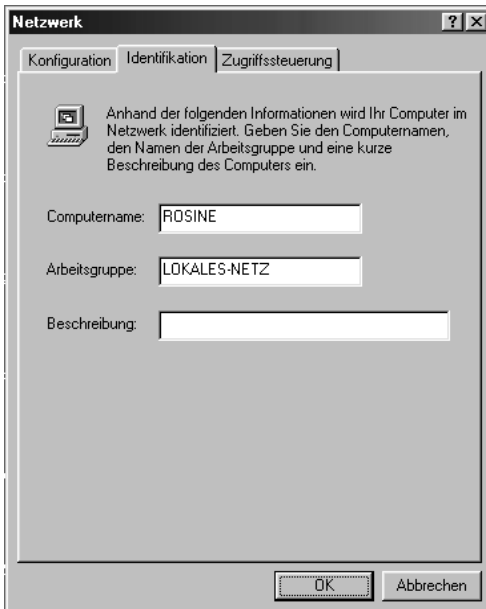 Netzwerk
Konfiguration Identifikation Zugriffssteuerung
Anhand der folgenden Informationen wird Ihr Computer im
Netzwerk identifiziert. Geben Sie den Computernamen,
den Namen der Arbeitsgruppe und eine kurze
Beschreibung des Computers ein.
Computername: ROSINE
Arbeitsgruppe: LOKALES-NETZ
Beschreibung:
OK Abbrechen